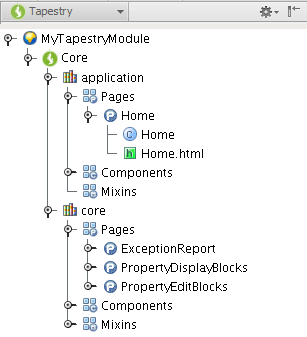 Tapestry
MyTapestryModule
Core
application
Pages
Home
Home
Home.html
Components
Mixins
core
Pages
ExceptionReport
PropertyDisplayBlocks
PropertyEditBlocks
Components
Mixins